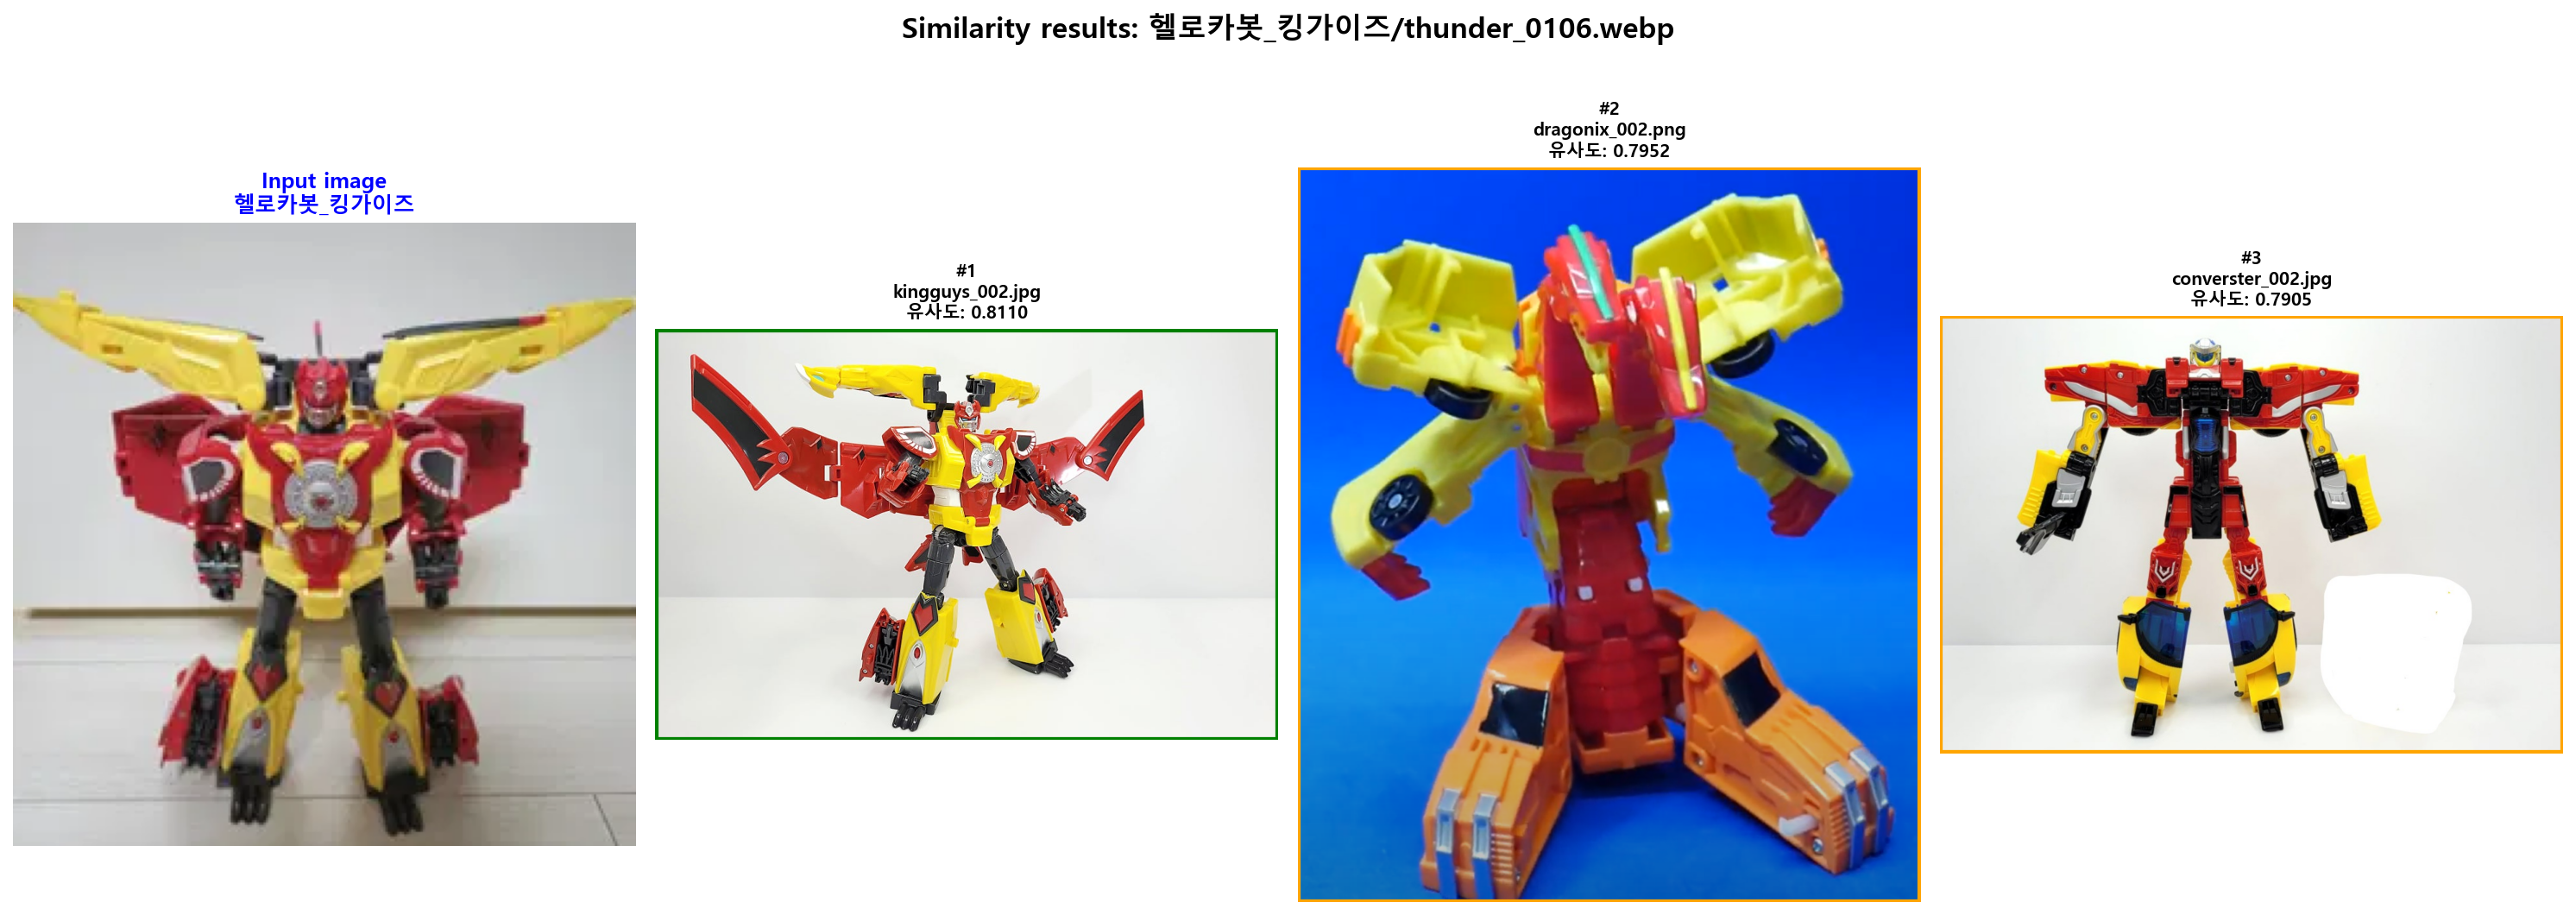 Similarity results: 헬로카봇_킹가이즈/thunder_0106.webp
Input image
헬로카봇_킹가이즈
#1
kingguys_002.jpg
유사도: 0.8110
#2
dragonix_002.png
유사도: 0.7952
#3
converster_002.jpg
유사도: 0.7905